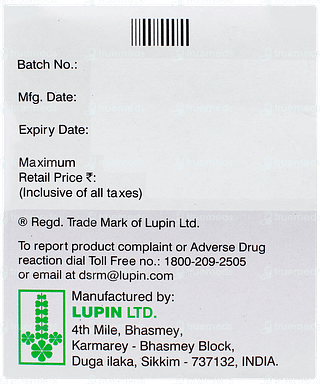 Batch No.:
Mfg. Date:
Expiry Date:
Maximum
Retail Price ₹:
(Inclusive of all taxes)
® Regd. Trade Mark of Lupin Ltd.
To report product complaint or Adverse Drug
reaction dial Toll Free no.: 1800-209-2505
or email at dsrm@lupin.com
Manufactured by:
LUPIN LTD.
4th Mile, Bhasmey,
Karmarey - Bhasmey Block,
Duga ilaka, Sikkim - 737132, INDIA.